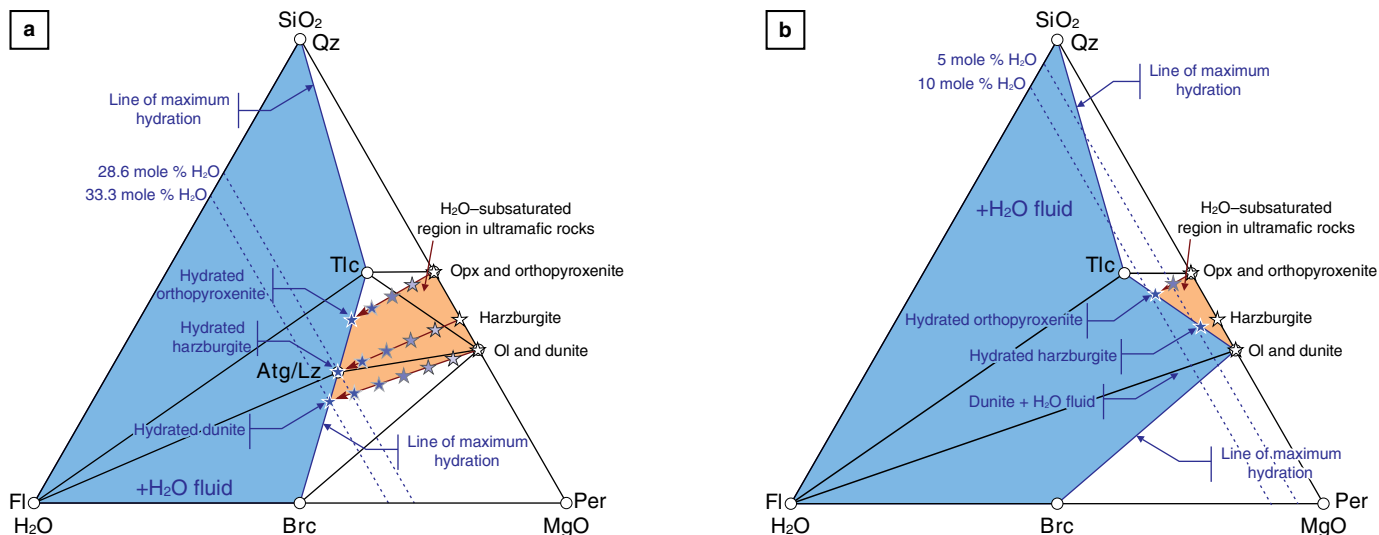 a
SiO₂
Qz
Line of maximum
hydration
28.6 mole % H₂O
33.3 mole % H₂O
H₂O–subsaturated
region in ultramafic rocks
Tlc
Opx and orthopyroxenite
Hydrated
orthopyroxenite
Harzburgite
Hydrated
harzburgite
Ol and dunite
Atg/Lz
Hydrated dunite
Line of maximum
hydration
+H₂O fluid
Fl
H₂O
Brc
Per
MgO
b
SiO₂
Qz
5 mole % H₂O
10 mole % H₂O
Line of maximum
hydration
+H₂O fluid
H₂O–subsaturated
region in ultramafic rocks
Tlc
Opx and orthopyroxenite
Hydrated orthopyroxenite
Harzburgite
Hydrated harzburgite
Ol and dunite
Dunite + H₂O fluid
Line of maximum
hydration
Fl
H₂O
Brc
Per
MgO